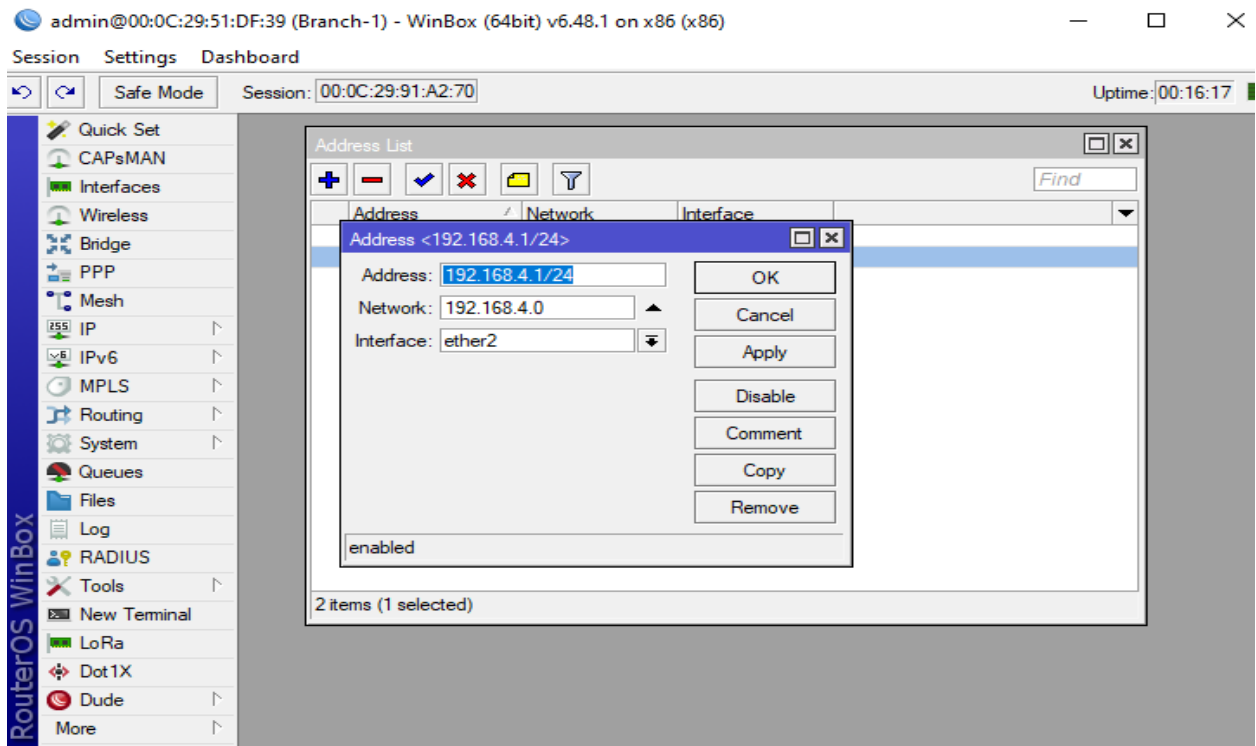 admin@00:0C:29:51:DF:39 (Branch-1) - WinBox (64bit) v6.48.1 on x86 (x86)
Session Settings Dashboard
Safe Mode Session: 00:0C:29:91:A2:70 Uptime: 00:16:17
Quick Set
CAPsMAN
Interfaces
Wireless
Bridge
PPP
Mesh
255 IP
v6 IPv6
MPLS
Routing
System
Queues
Files
Log
RADIUS
Tools
New Terminal
LoRa
Dot1X
Dude
More
RouterOS WinBox
Address List
Find
Address Network Interface
Address <192.168.4.1/24>
Address: 192.168.4.1/24
Network: 192.168.4.0
Interface: ether2
OK
Cancel
Apply
Disable
Comment
Copy
Remove
enabled
2 items (1 selected)